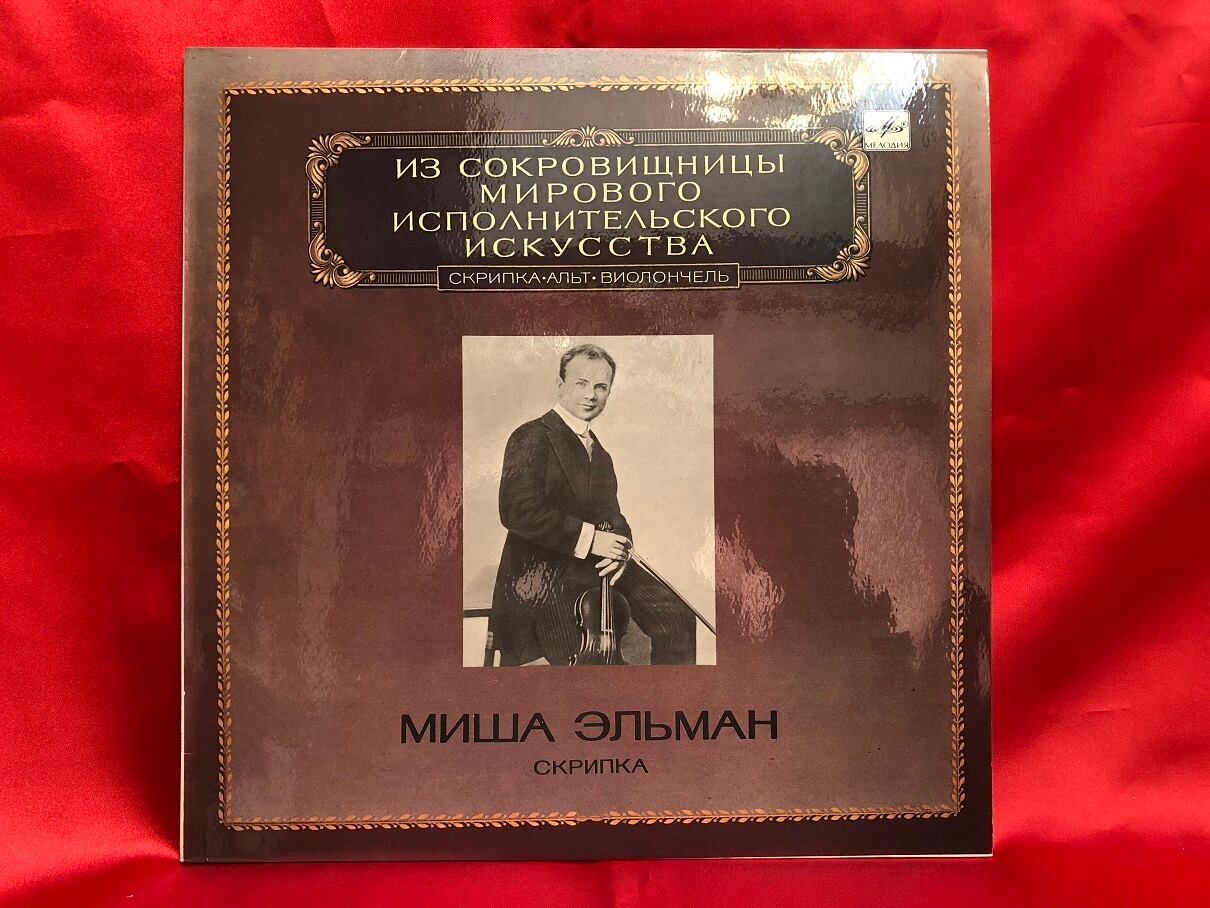 МЕЛОДИЯ
ИЗ СОКРОВИЩНИЦЫ
МИРОВОГО
ИСПОЛНИТЕЛЬСКОГО
ИСКУССТВА
СКРИПКА•АЛЬТ•ВИОЛОНЧЕЛЬ
МИША ЭЛЬМАН
СКРИПКА